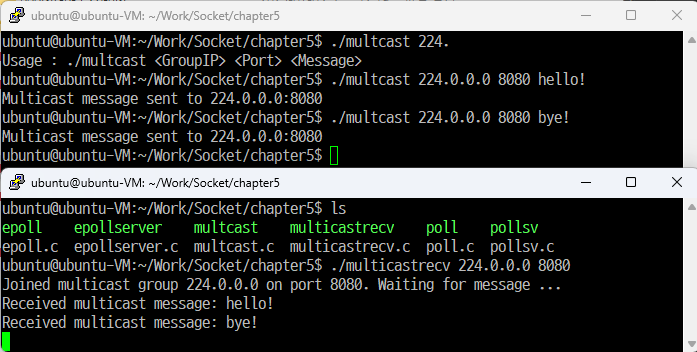 ubuntu@ubuntu-VM: ~/Work/Socket/chapter5
ubuntu@ubuntu-VM:~/Work/Socket/chapter5$ ./multcast 224.
Usage : ./multcast <GroupIP> <Port> <Message>
ubuntu@ubuntu-VM:~/Work/Socket/chapter5$ ./multcast 224.0.0.0 8080 hello!
Multicast message sent to 224.0.0.0:8080
ubuntu@ubuntu-VM:~/Work/Socket/chapter5$ ./multcast 224.0.0.0 8080 bye!
Multicast message sent to 224.0.0.0:8080
ubuntu@ubuntu-VM:~/Work/Socket/chapter5$
ubuntu@ubuntu-VM: ~/Work/Socket/chapter5
ubuntu@ubuntu-VM:~/Work/Socket/chapter5$ ls
epoll epollserver multcast multicastrecv poll pollsv
epoll.c epollserver.c multcast.c multicastrecv.c poll.c pollsv.c
ubuntu@ubuntu-VM:~/Work/Socket/chapter5$ ./multicastrecv 224.0.0.0 8080
Joined multicast group 224.0.0.0 on port 8080. Waiting for message ...
Received multicast message: hello!
Received multicast message: bye!